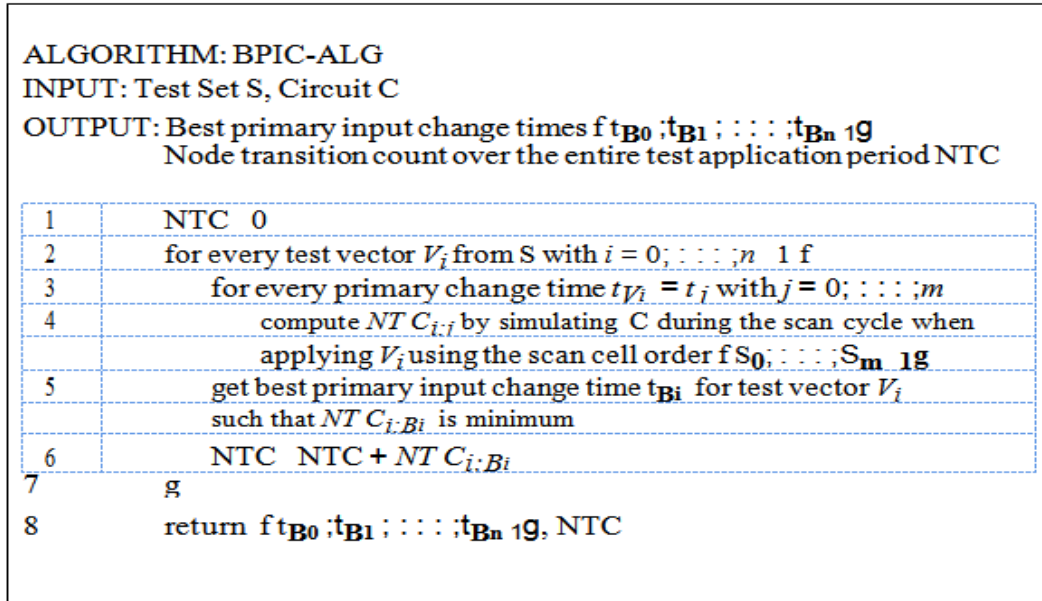 ALGORITHM: BPIC-ALG
INPUT: Test Set S, Circuit C
OUTPUT: Best primary input change times f tB0 ;tB1 ; : : : ;tBn 1g
Node transition count over the entire test application period NTC
1 NTC 0
2 for every test vector Vi from S with i = 0; : : : ;n 1 f
3 for every primary change time tVi = tj with j = 0; : : : ;m
4 compute NT Ci;j by simulating C during the scan cycle when
applying Vi using the scan cell order f S0; : : : ;Sm 1g
5 get best primary input change time tBi for test vector Vi
such that NT Ci;Bi is minimum
6 NTC NTC + NT Ci;Bi
7 g
8 return f tB0 ;tB1 ; : : : ;tBn 1g, NTC